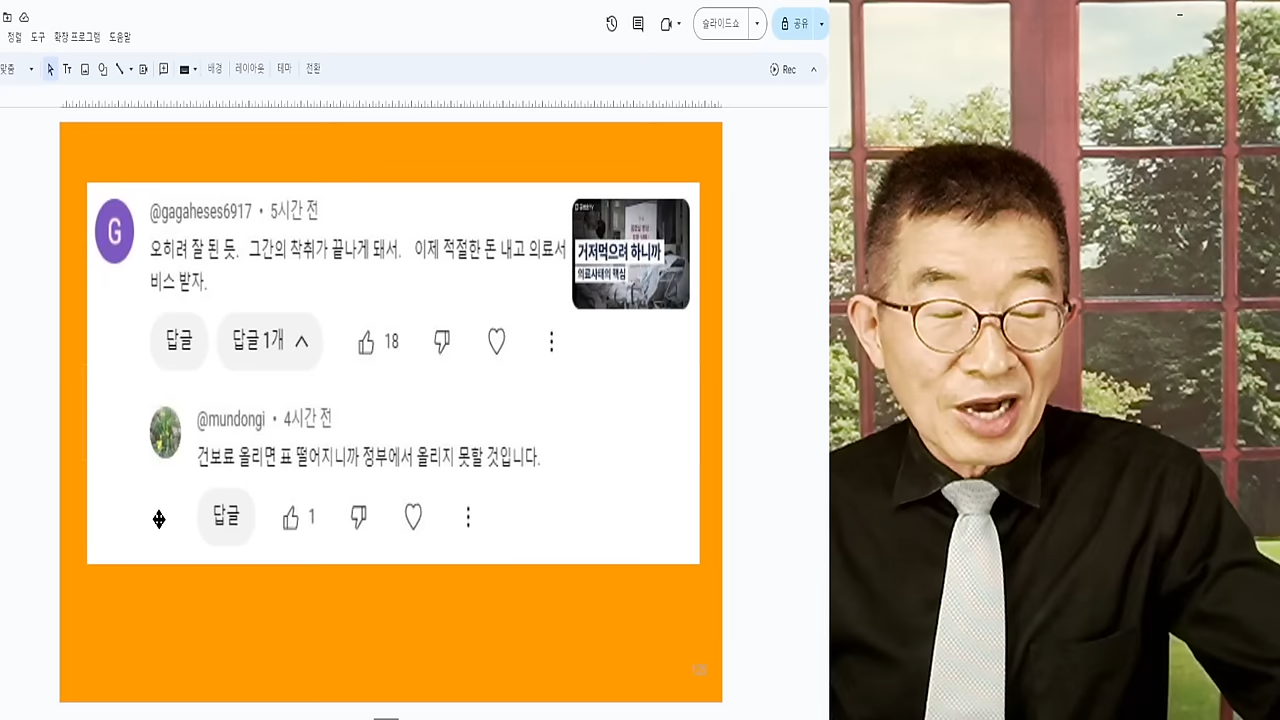 정렬 도구 확장 프로그램 도움말
슬라이드쇼
공유
맞춤
배경 레이아웃 테마 전환
Rec
G
@gagaheses6917 • 5시간 전
오히려 잘 된 듯. 그간의 착취가 끝나게 돼서. 이제 적절한 돈 내고 의료서
비스 받자.
거저먹으려 하니까
의료사태의 핵심
답글
답글 1개
18
@mundongi • 4시간 전
건보료 올리면 표 떨어지니까 정부에서 올리지 못할 것입니다.
답글
1